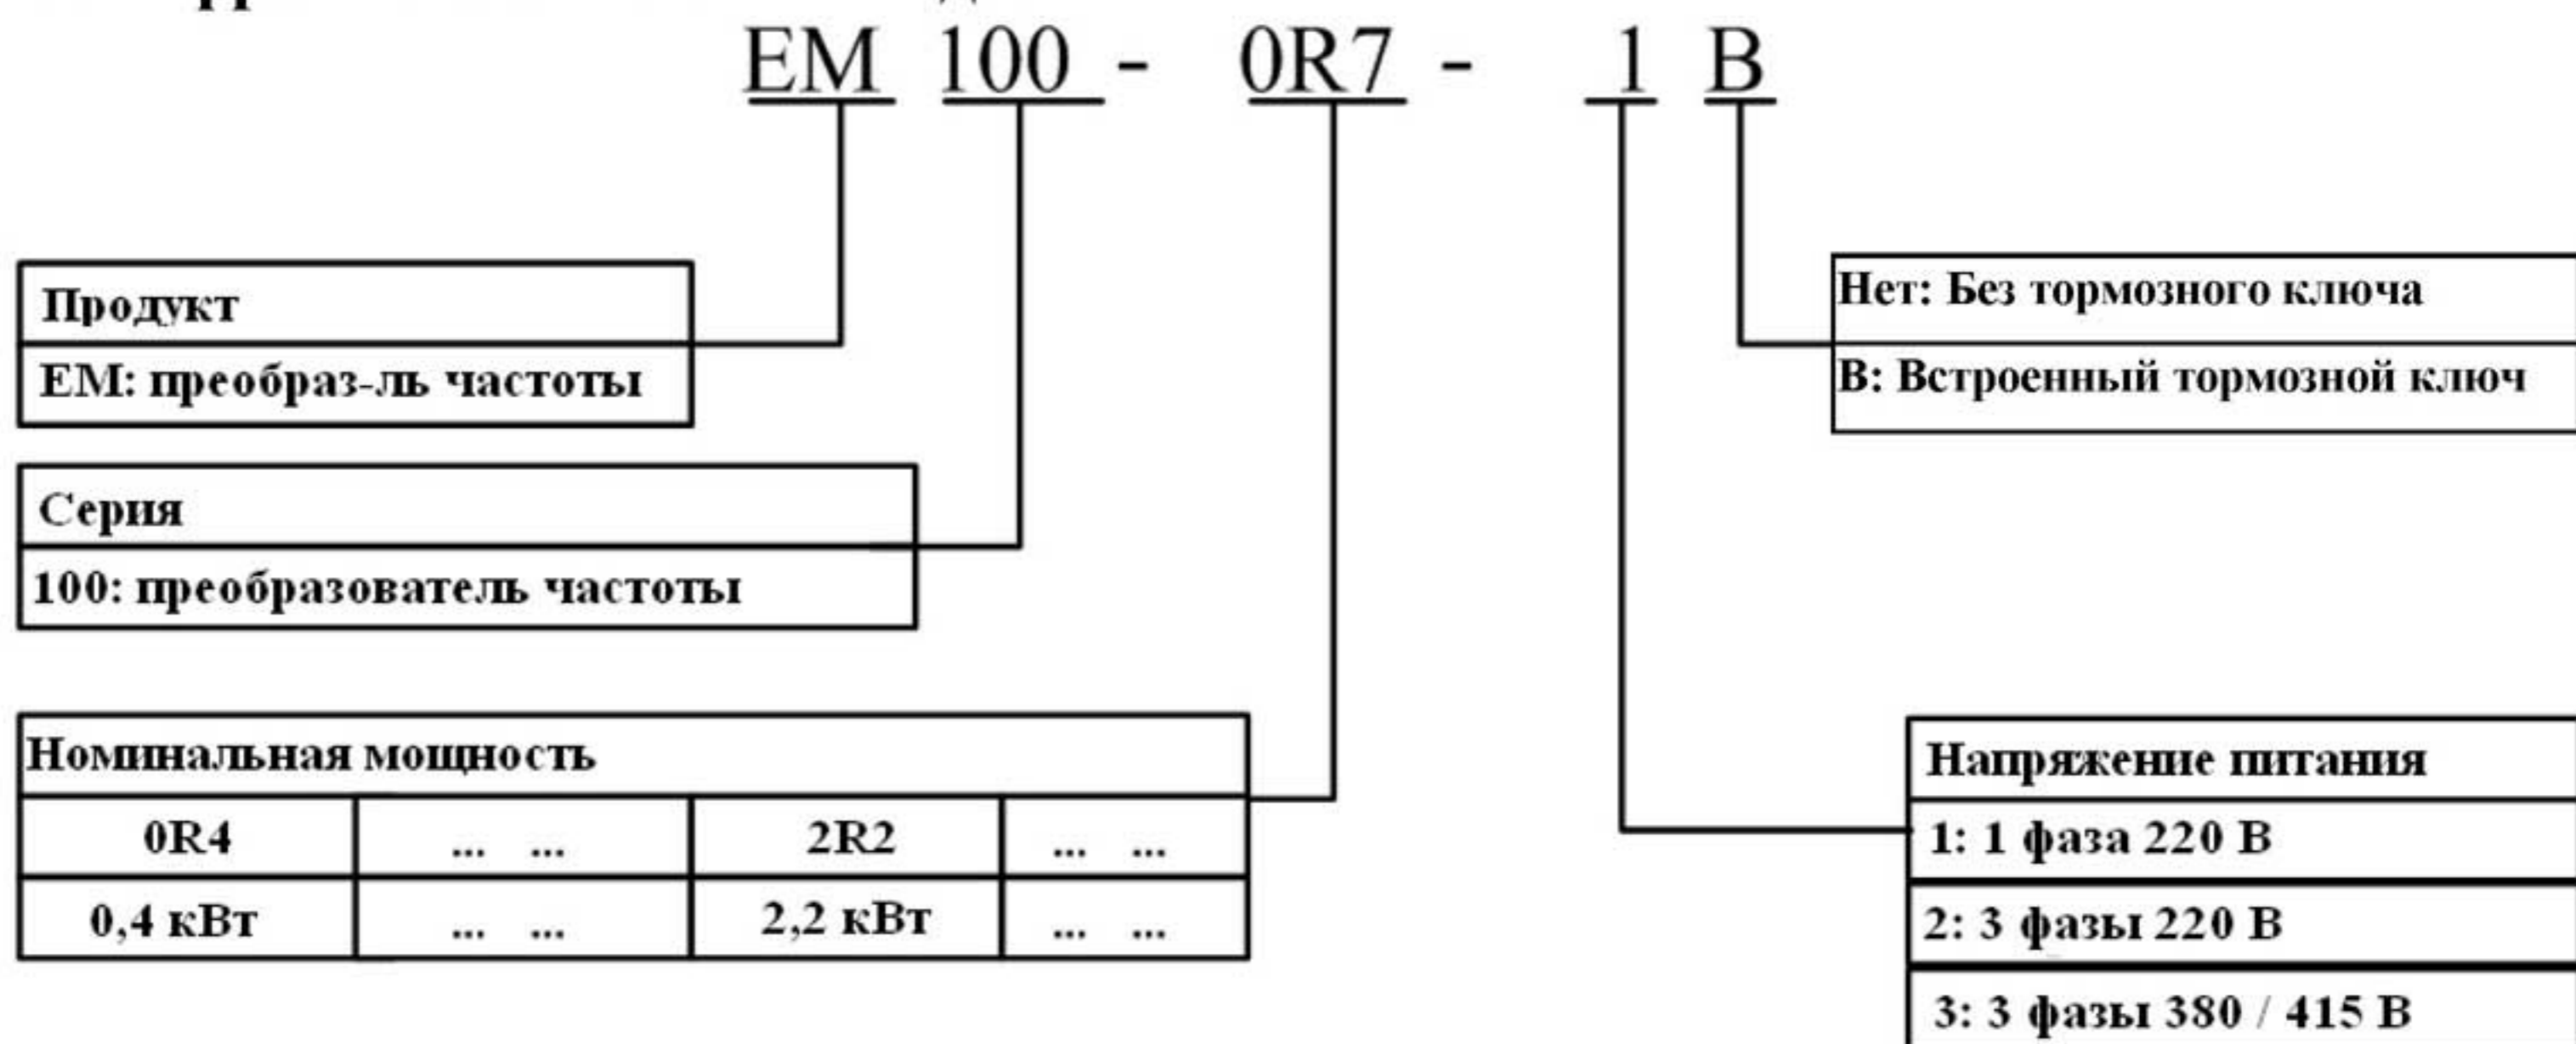 EM 100 - 0R7 - 1 B
Продукт
EM: преобраз-ль частоты
Нет: Без тормозного ключа
B: Встроенный тормозной ключ
Серия
100: преобразователь частоты
Номинальная мощность
0R4 ... ... 2R2 ... ...
0,4 кВт ... ... 2,2 кВт ... ...
Напряжение питания
1: 1 фаза 220 В
2: 3 фазы 220 В
3: 3 фазы 380 / 415 В